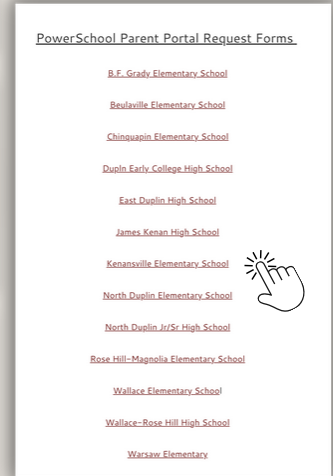 PowerSchool Parent Portal Request Forms
B.F. Grady Elementary School
Beulaville Elementary School
Chinquapin Elementary School
Dupln Early College High School
East Duplin High School
James Kenan High School
Kenansville Elementary School
North Duplin Elementary School
North Duplin Jr/Sr High School
Rose Hill-Magnolia Elementary School
Wallace Elementary School
Wallace-Rose Hill High School
Warsaw Elementary